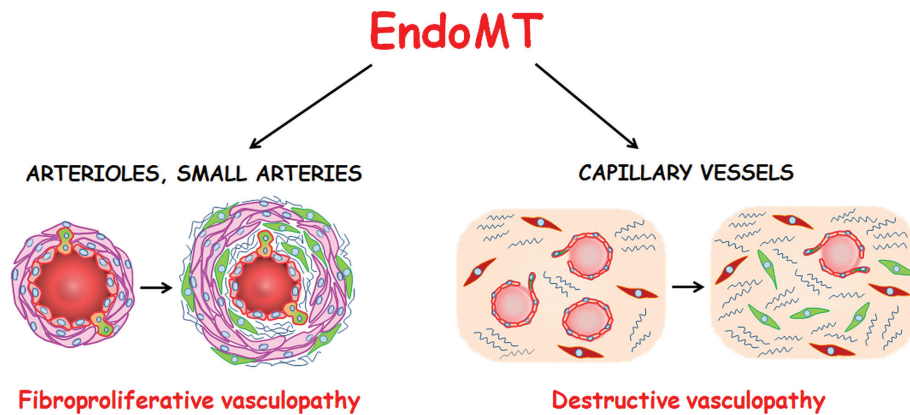 EndoMT
ARTERIOLES, SMALL ARTERIES
CAPILLARY VESSELS
Fibroproliferative vasculopathy
Destructive vasculopathy